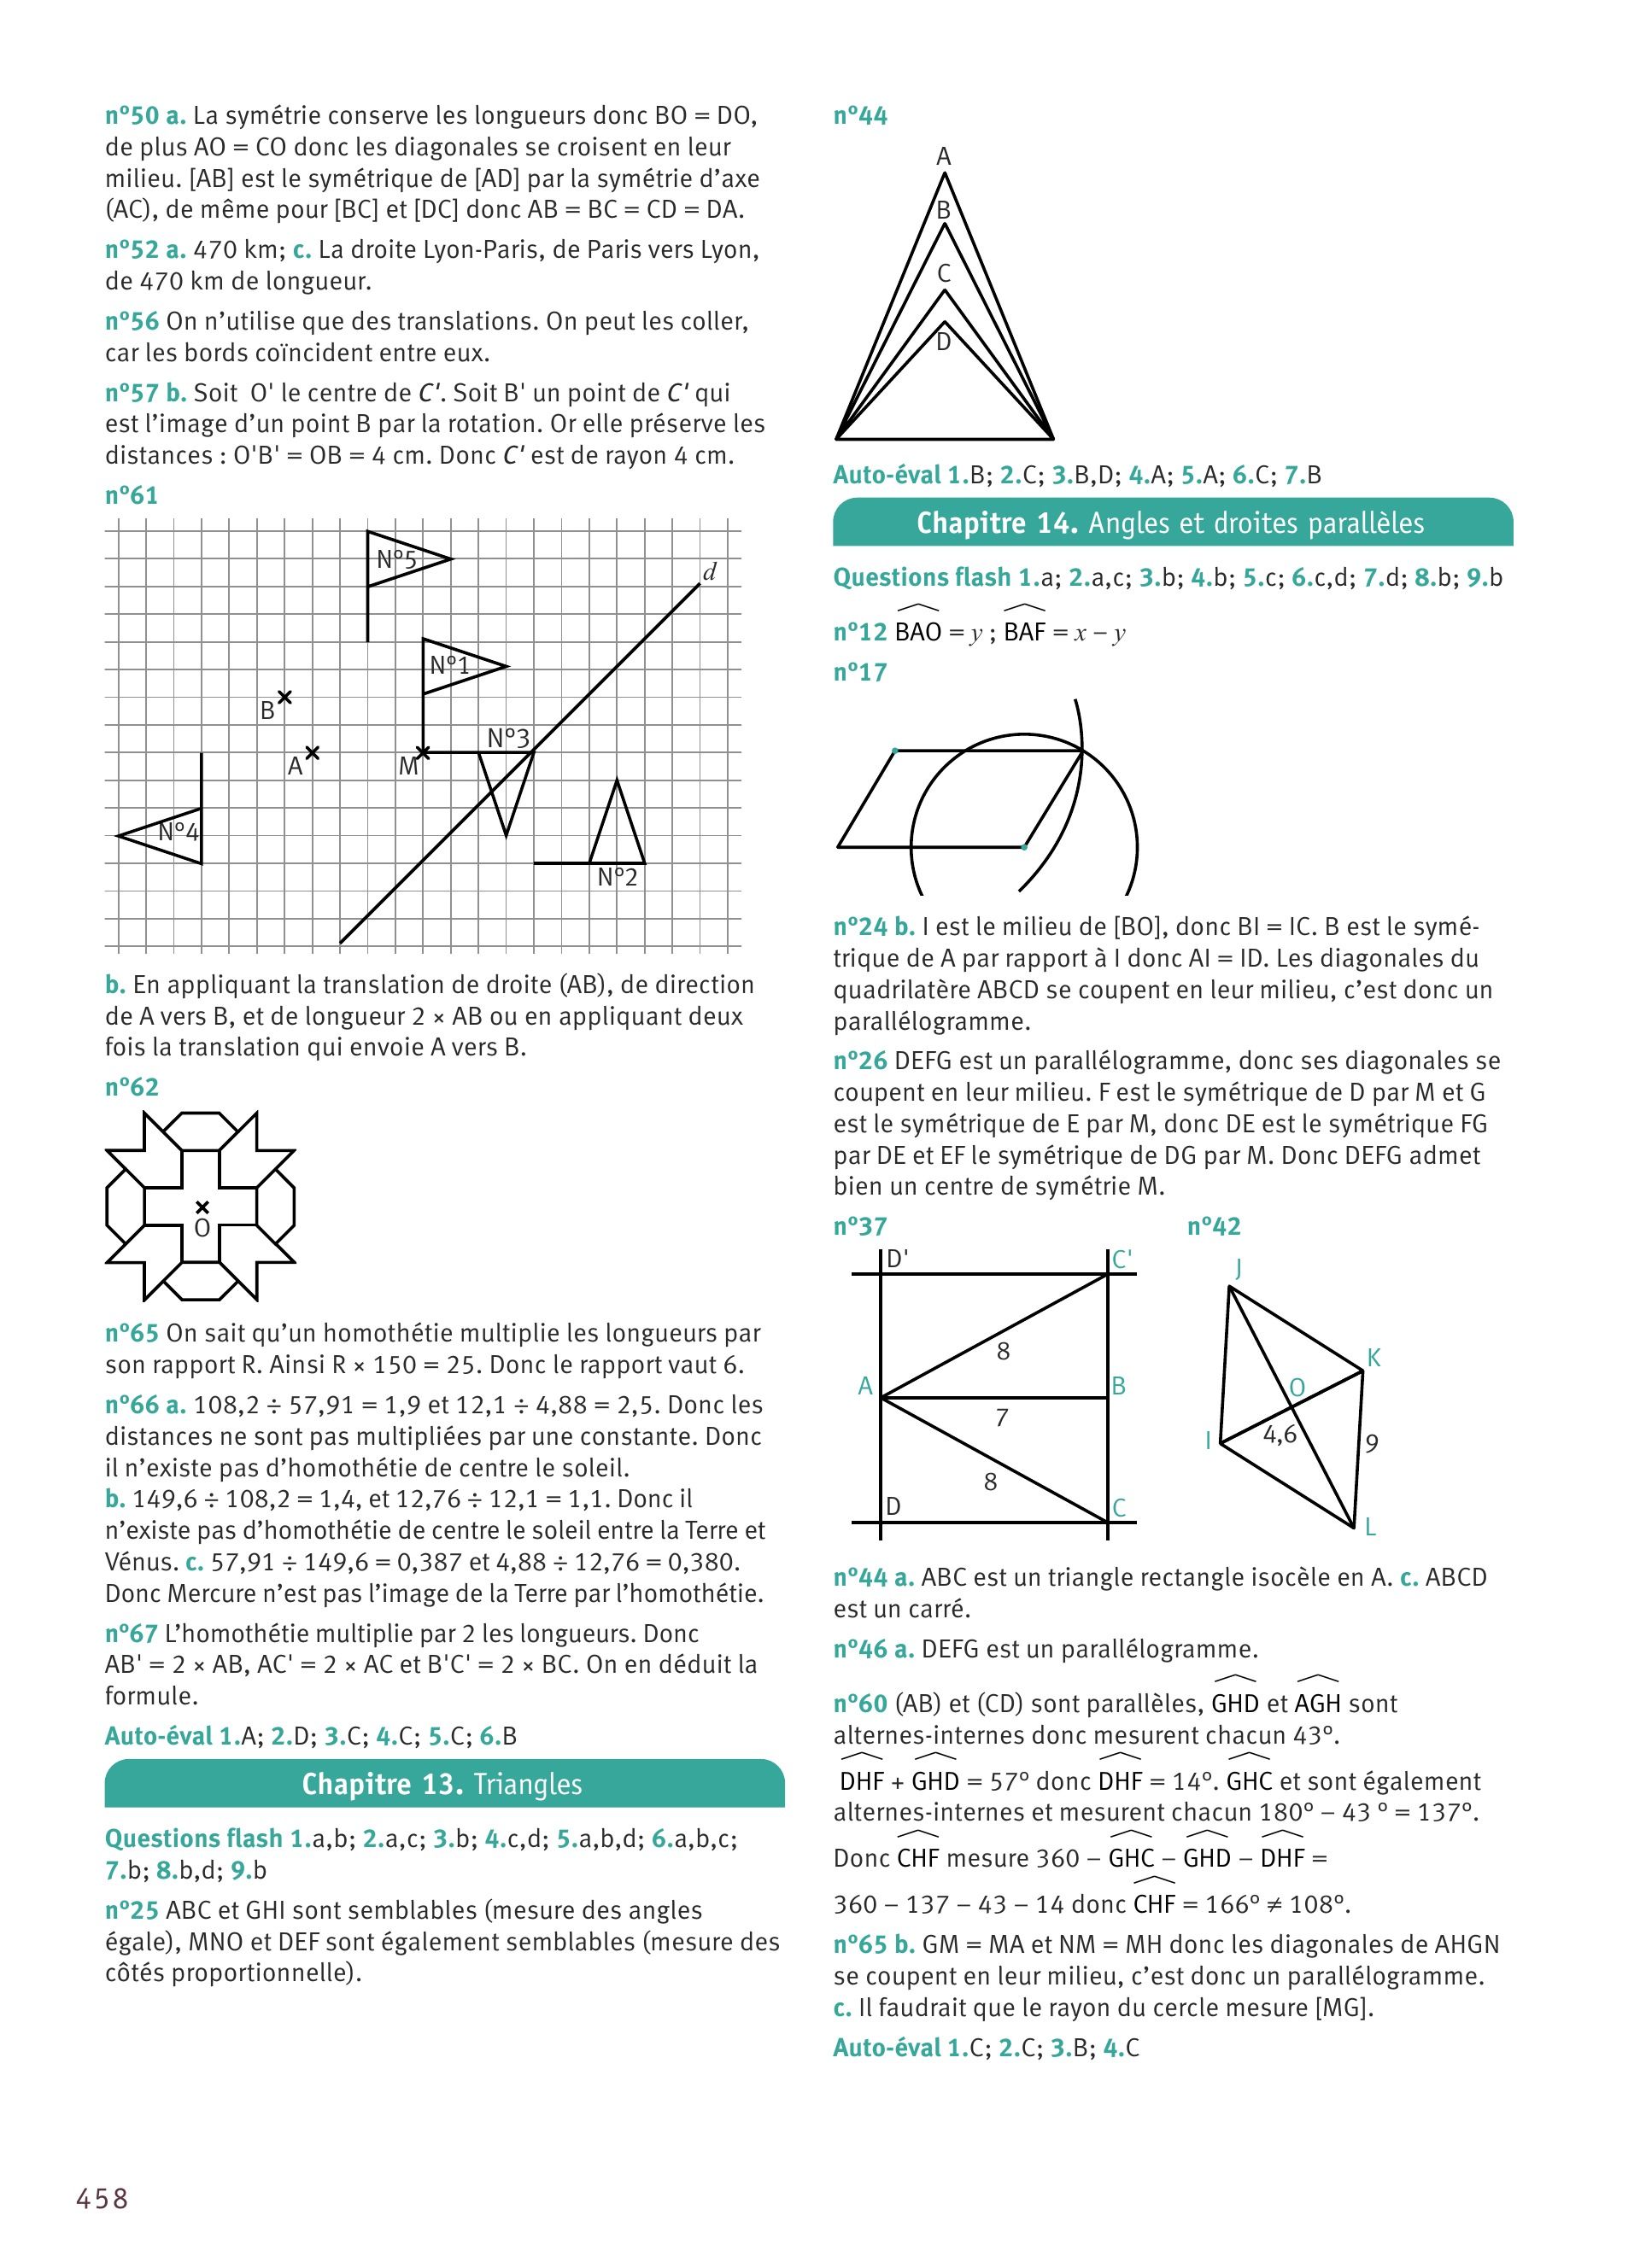 n°50 a. La symétrie conserve les longueurs donc BO = DO,
de plus AO = CO donc les diagonales se croisent en leur
milieu. [AB] est le symétrique de [AD] par la symétrie d’axe
(AC), de même pour [BC] et [DC] donc AB = BC = CD = DA.
n°52 a. 470 km; c. La droite Lyon-Paris, de Paris vers Lyon,
de 470 km de longueur.
n°56 On n’utilise que des translations. On peut les coller,
car les bords coïncident entre eux.
n°57 b. Soit O' le centre de C'. Soit B' un point de C' qui
est l’image d’un point B par la rotation. Or elle préserve les
distances : O'B' = OB = 4 cm. Donc C' est de rayon 4 cm.
n°61
N°5
d
N°1
B
N°3
A
M
N°4
N°2
b. En appliquant la translation de droite (AB), de direction
de A vers B, et de longueur 2 × AB ou en appliquant deux
fois la translation qui envoie A vers B.
n°62
O
n°65 On sait qu’un homothétie multiplie les longueurs par
son rapport R. Ainsi R × 150 = 25. Donc le rapport vaut 6.
n°66 a. 108,2 ÷ 57,91 = 1,9 et 12,1 ÷ 4,88 = 2,5. Donc les
distances ne sont pas multipliées par une constante. Donc
il n’existe pas d’homothétie de centre le soleil.
b. 149,6 ÷ 108,2 = 1,4, et 12,76 ÷ 12,1 = 1,1. Donc il
n’existe pas d’homothétie de centre le soleil entre la Terre et
Vénus. c. 57,91 ÷ 149,6 = 0,387 et 4,88 ÷ 12,76 = 0,380.
Donc Mercure n’est pas l’image de la Terre par l’homothétie.
n°67 L’homothétie multiplie par 2 les longueurs. Donc
AB' = 2 × AB, AC' = 2 × AC et B'C' = 2 × BC. On en déduit la
formule.
Auto-éval 1.A; 2.D; 3.C; 4.C; 5.C; 6.B
Chapitre 13. Triangles
Questions flash 1.a,b; 2.a,c; 3.b; 4.c,d; 5.a,b,d; 6.a,b,c;
7.b; 8.b,d; 9.b
n°25 ABC et GHI sont semblables (mesure des angles
égale), MNO et DEF sont également semblables (mesure des
côtés proportionnelle).
n°44
A
B
C
D
Auto-éval 1.B; 2.C; 3.B,D; 4.A; 5.A; 6.C; 7.B
Chapitre 14. Angles et droites parallèles
Questions flash 1.a; 2.a,c; 3.b; 4.b; 5.c; 6.c,d; 7.d; 8.b; 9.b
n°12 BAO = y ; BAF = x – y
n°17
n°24 b. I est le milieu de [BO], donc BI = IC. B est le symé-
trique de A par rapport à I donc AI = ID. Les diagonales du
quadrilatère ABCD se coupent en leur milieu, c’est donc un
parallélogramme.
n°26 DEFG est un parallélogramme, donc ses diagonales se
coupent en leur milieu. F est le symétrique de D par M et G
est le symétrique de E par M, donc DE est le symétrique FG
par DE et EF le symétrique de DG par M. Donc DEFG admet
bien un centre de symétrie M.
n°37
D'
C'
8
A
B
7
8
D
C
n°42
J
K
O
I
4,6
9
L
n°44 a. ABC est un triangle rectangle isocèle en A. c. ABCD
est un carré.
n°46 a. DEFG est un parallélogramme.
n°60 (AB) et (CD) sont parallèles, GHD et AGH sont
alternes-internes donc mesurent chacun 43°.
DHF + GHD = 57° donc DHF = 14°. GHC et sont également
alternes-internes et mesurent chacun 180° – 43 ° = 137°.
Donc CHF mesure 360 – GHC – GHD – DHF =
360 – 137 – 43 – 14 donc CHF = 166° ≠ 108°.
n°65 b. GM = MA et NM = MH donc les diagonales de AHGN
se coupent en leur milieu, c’est donc un parallélogramme.
c. Il faudrait que le rayon du cercle mesure [MG].
Auto-éval 1.C; 2.C; 3.B; 4.C
458